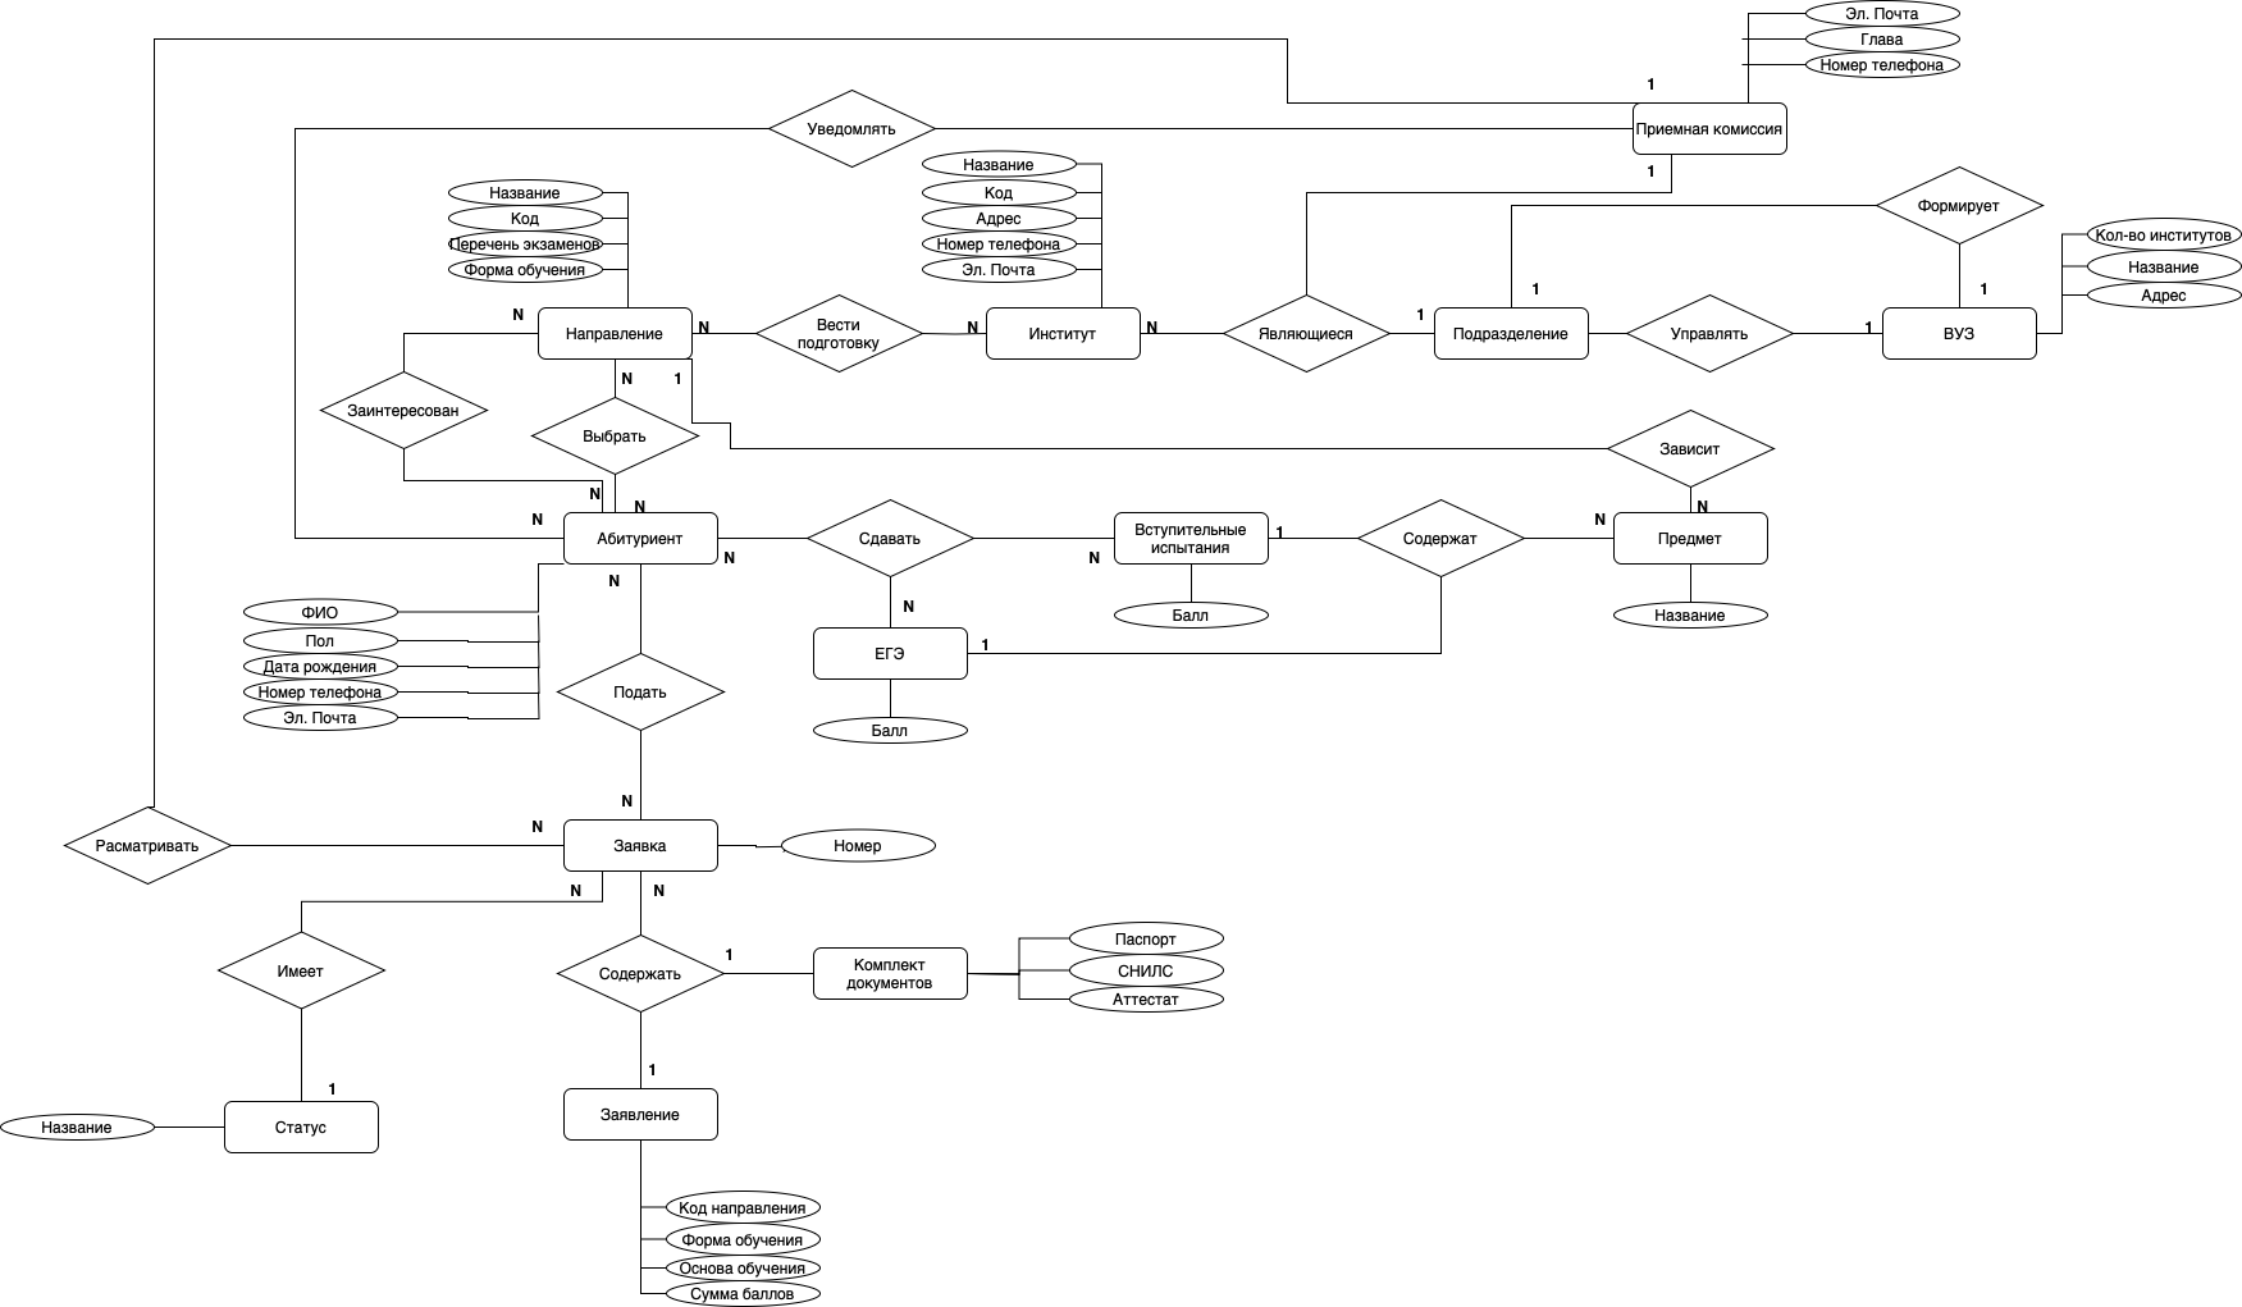 Эл. Почта
Глава
Номер телефона
1
Уведомлять
Приемная комиссия
1
Название
Код
Перечень экзаменов
Форма обучения
Название
Код
Адрес
Номер телефона
Эл. Почта
Формирует
Кол-во институтов
Название
Адрес
1
1
N
Направление
N
Вести
подготовку
N
Институт
N
Являющиеся
1
Подразделение
Управлять
1
ВУЗ
N
1
Заинтересован
Выбрать
Зависит
N
N
N
N
Абитуриент
N
Сдавать
N
Вступительные
испытания
1
Содержат
N
Предмет
N
ФИО
Пол
Дата рождения
Номер телефона
Эл. Почта
N
Балл
Название
ЕГЭ
1
Подать
Балл
N
Расматривать
N
Заявка
Номер
N
N
Имеет
Содержать
1
Комплект
документов
Паспорт
СНИЛС
Аттестат
1
1
Название
Статус
Заявление
Код направления
Форма обучения
Основа обучения
Сумма баллов